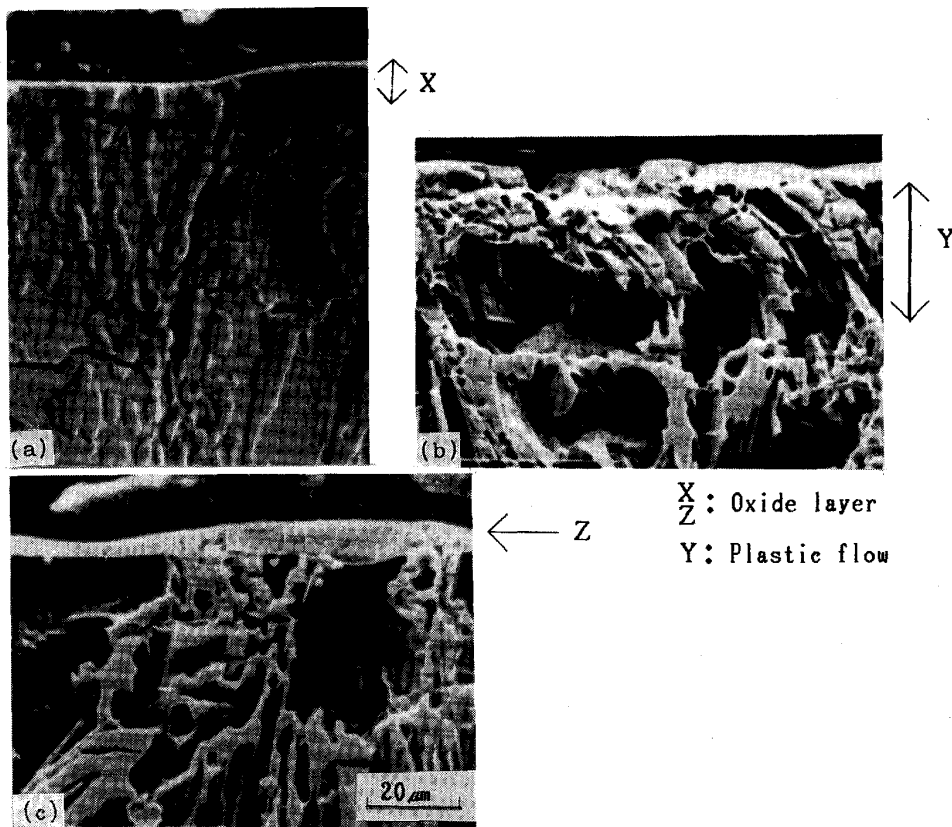 X
(a)
Y
(b)
X
Z : Oxide layer
Y: Plastic flow
Z
20 μm
(c)